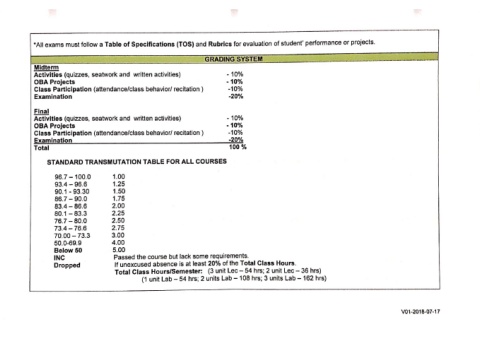 *All exams must follow a Table of Specifications (TOS) and Rubrics for evaluation of student' performance or projects.
GRADING SYSTEM
Midterm
Activities (quizzes, seatwork and written activities) - 10%
OBA Projects - 10%
Class Participation (attendance/class behavior/ recitation ) -10%
Examination -20%
Final
Activities (quizzes, seatwork and written activities) - 10%
OBA Projects - 10%
Class Participation (attendance/class behavior/ recitation ) -10%
Examination -20%
Total 100 %
STANDARD TRANSMUTATION TABLE FOR ALL COURSES
96.7 – 100.0 1.00
93.4 – 96.6 1.25
90.1 - 93.30 1.50
86.7 – 90.0 1.75
83.4 – 86.6 2.00
80.1 – 83.3 2.25
76.7 – 80.0 2.50
73.4 – 76.6 2.75
70.00 – 73.3 3.00
50.0-69.9 4.00
Below 50 5.00
INC Passed the course but lack some requirements.
Dropped If unexcused absence is at least 20% of the Total Class Hours.
Total Class Hours/Semester: (3 unit Lec – 54 hrs; 2 unit Lec – 36 hrs)
(1 unit Lab – 54 hrs; 2 units Lab – 108 hrs; 3 units Lab – 162 hrs)
V01-2018-07-17